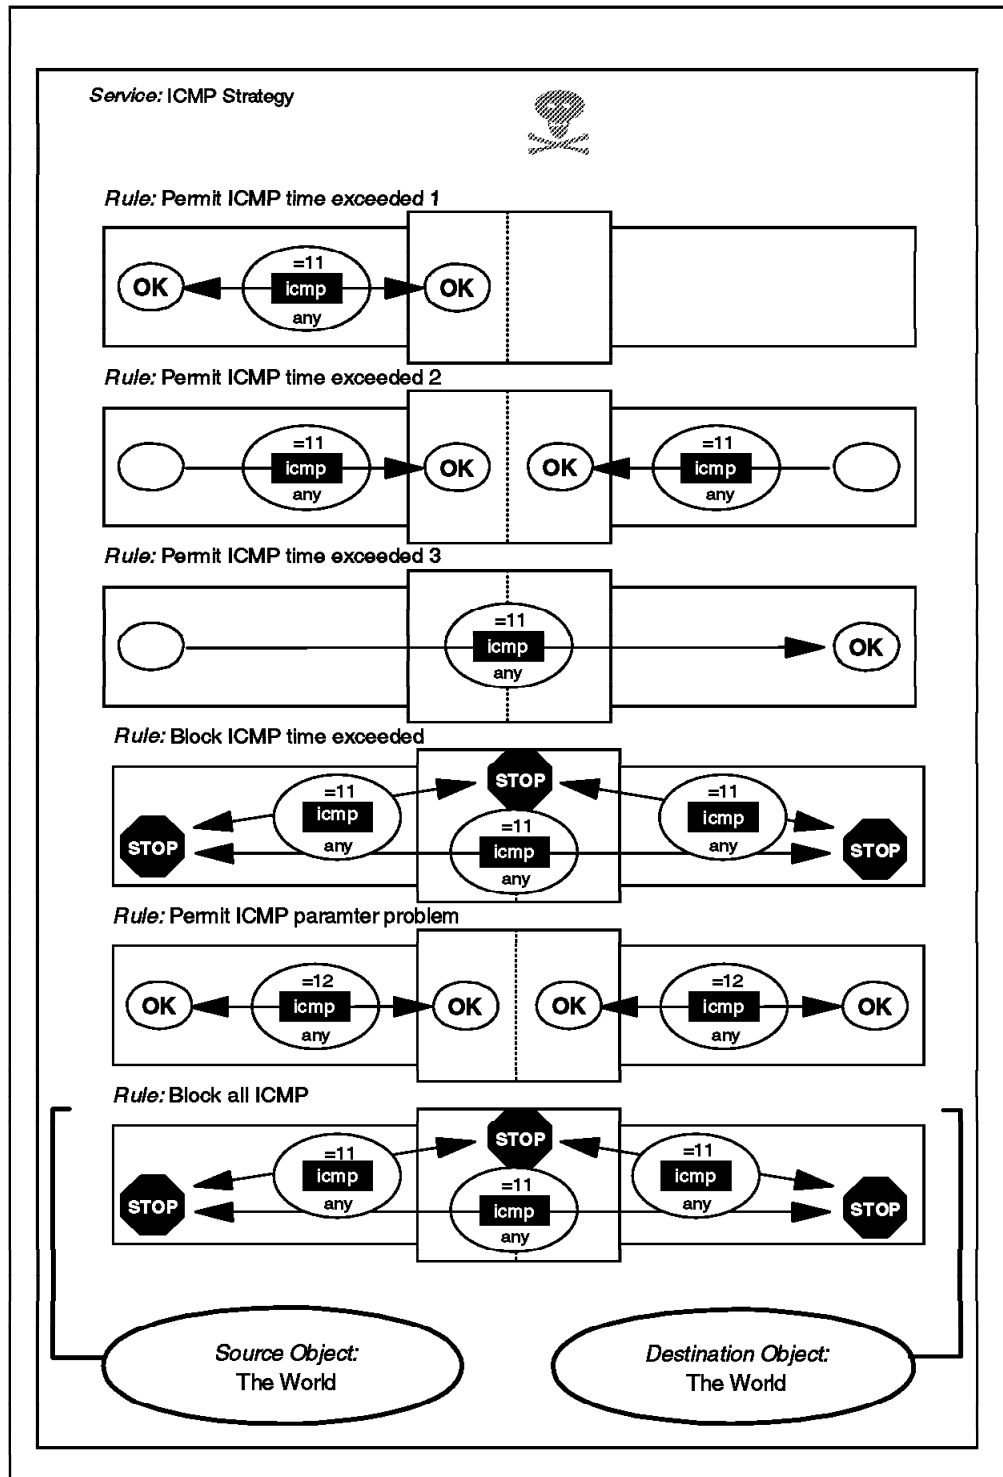 Service: ICMP Strategy
Rule: Permit ICMP time exceeded 1
=11
OK icmp OK
any
Rule: Permit ICMP time exceeded 2
=11 =11
icmp OK OK icmp
any any
Rule: Permit ICMP time exceeded 3
=11
icmp OK
any
Rule: Block ICMP time exceeded
STOP
=11 =11
icmp icmp
=11
any any
STOP icmp STOP
any
Rule: Permit ICMP paramter problem
=12 =12
OK icmp OK OK icmp OK
any any
Rule: Block all ICMP
STOP
=11 =11
icmp icmp
=11
any any
STOP icmp STOP
any
Source Object: Destination Object:
The World The World